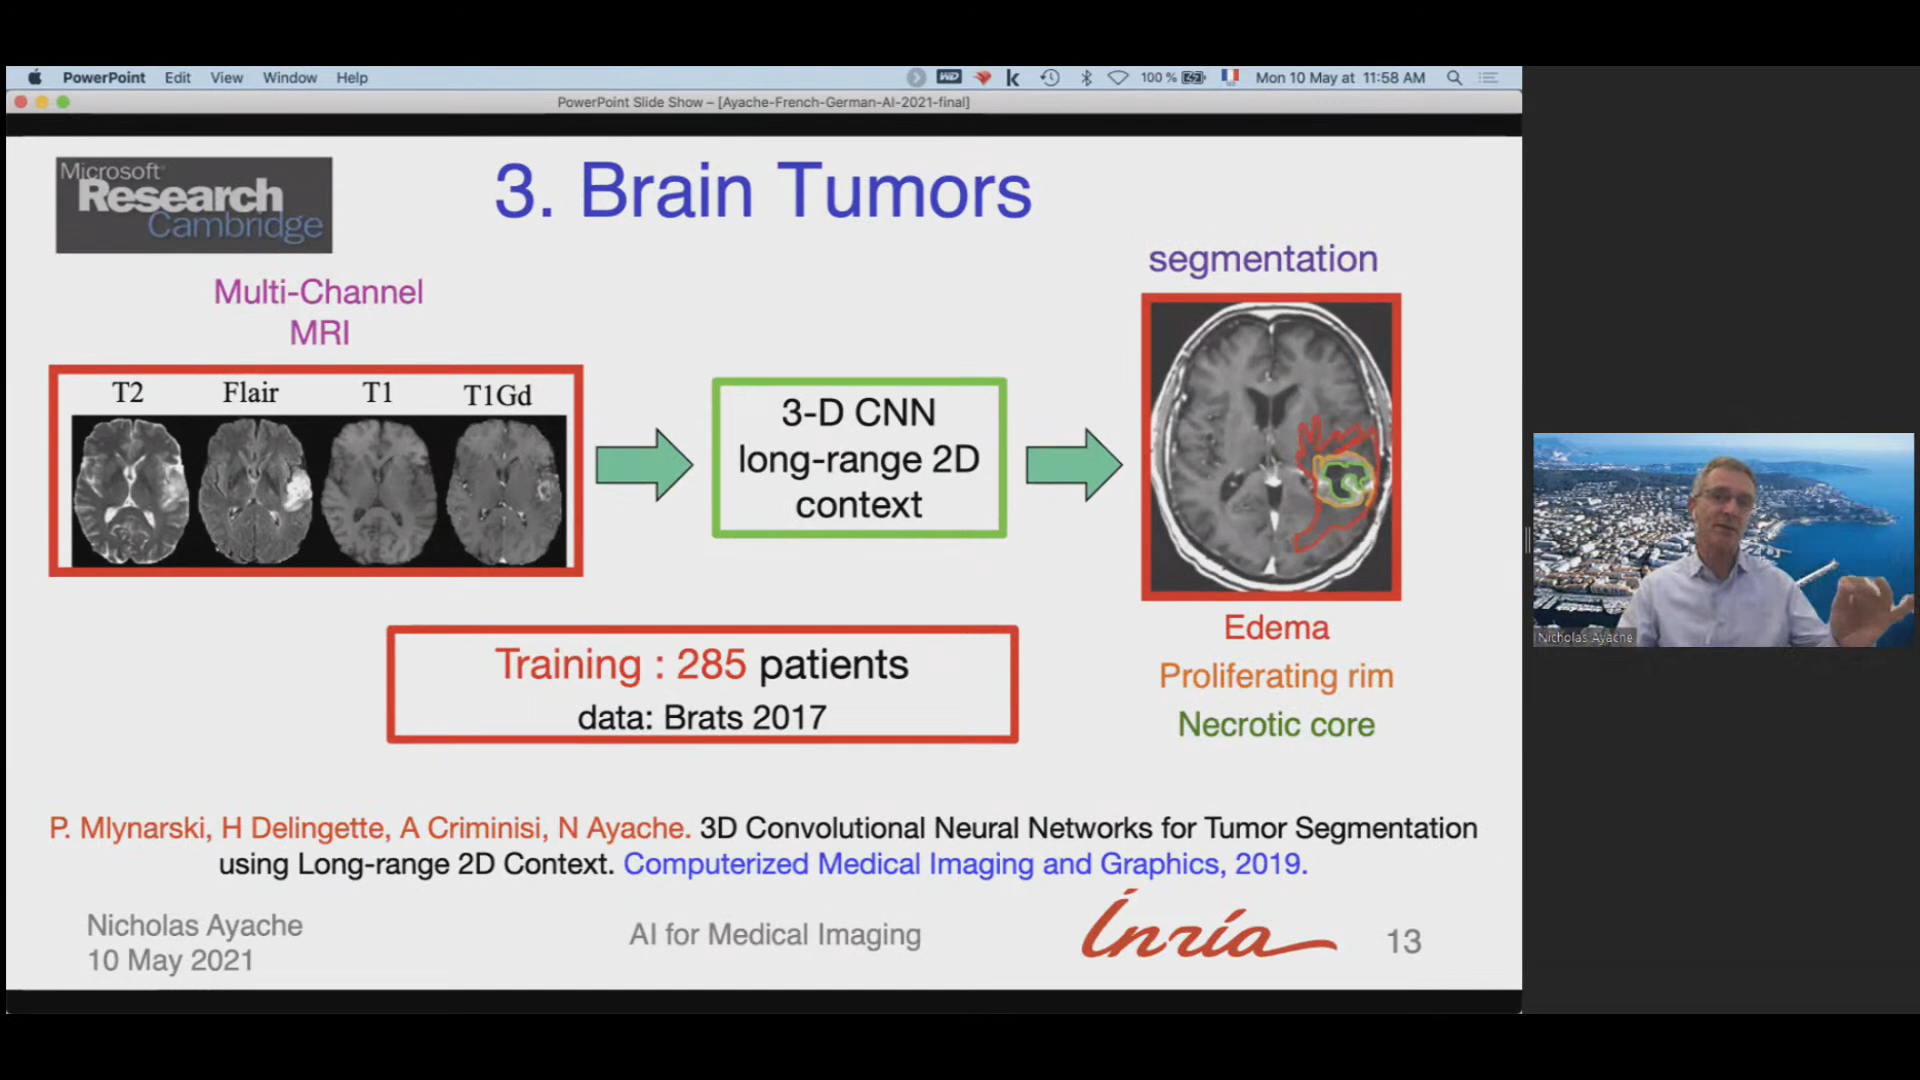 PowerPoint Edit View Window Help 100 % Mon 10 May at 11:58 AM
PowerPoint Slide Show – [Ayache-French-German-AI-2021-final]
Microsoft
Research
Cambridge
3. Brain Tumors
Multi-Channel
MRI
T2 Flair T1 T1Gd
3-D CNN
long-range 2D
context
segmentation
Edema
Proliferating rim
Necrotic core
Training : 285 patients
data: Brats 2017
P. Mlynarski, H Delingette, A Criminisi, N Ayache. 3D Convolutional Neural Networks for Tumor Segmentation
using Long-range 2D Context. Computerized Medical Imaging and Graphics, 2019.
Nicholas Ayache
10 May 2021
AI for Medical Imaging
Inria
13
Nicholas Ayache